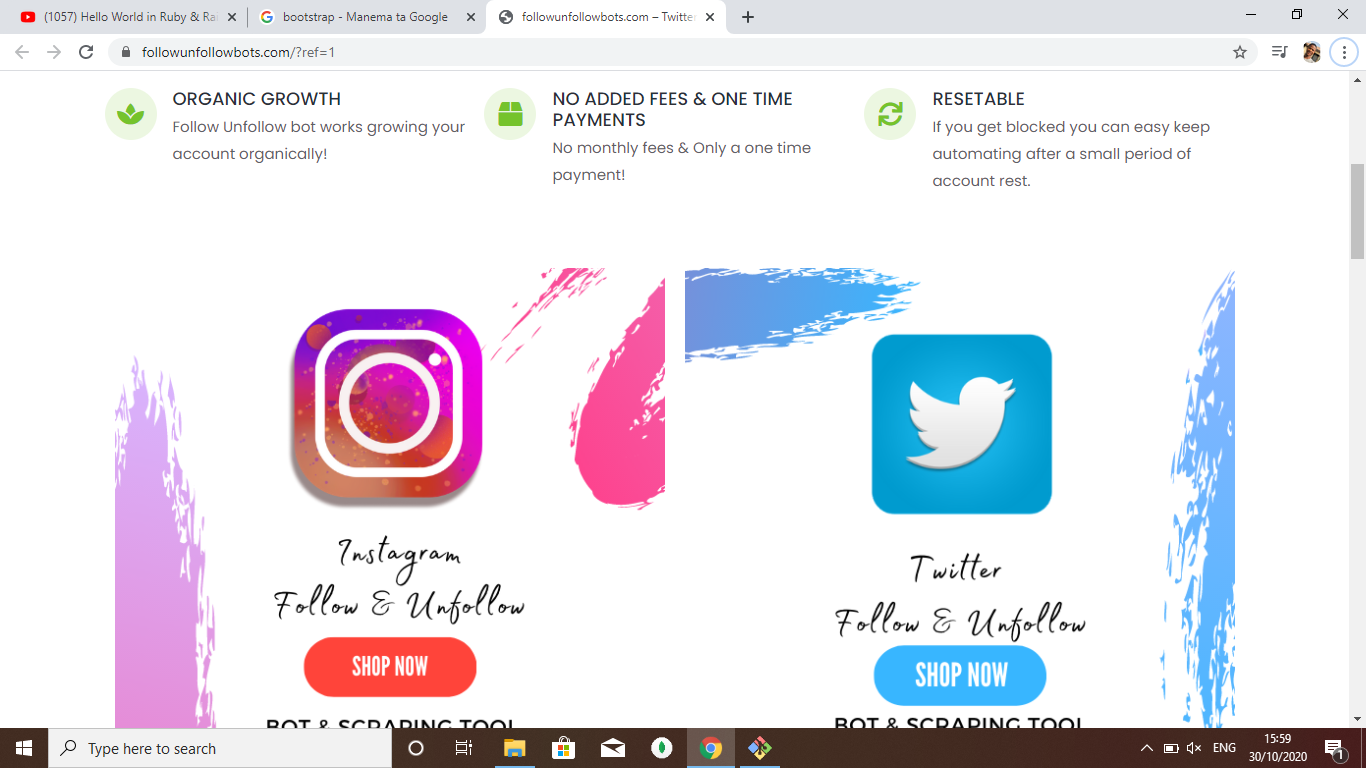 (1057) Hello World in Ruby & Rai
bootstrap - Manema ta Google
followunfollowbots.com – Twitter
followunfollowbots.com/?ref=1
ORGANIC GROWTH
Follow Unfollow bot works growing your
account organically!
NO ADDED FEES & ONE TIME
PAYMENTS
No monthly fees & Only a one time
payment!
RESETABLE
If you get blocked you can easy keep
automating after a small period of
account rest.
Instagram
Follow & Unfollow
SHOP NOW
BOT & SCRAPING TOOL
Twitter
Follow & Unfollow
SHOP NOW
BOT & SCRAPING TOOL
Type here to search
ENG
15:59
30/10/2020
1